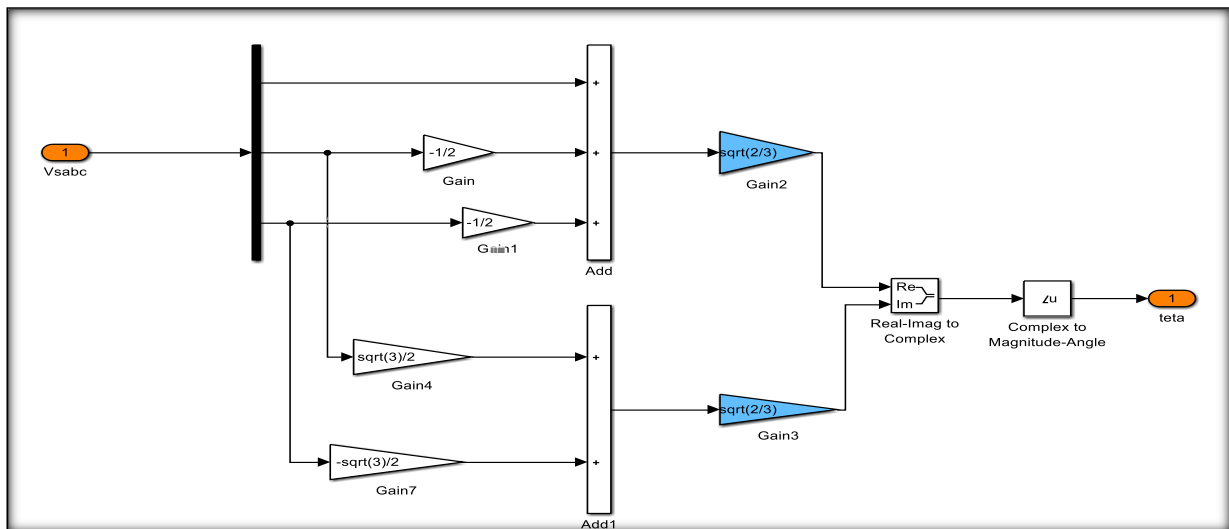 1
Vsabc
+
-1/2
+
Gain
-1/2
+
Gain1
Add
sqrt(2/3)
Gain2
sqrt(3)/2
+
Gain4
-sqrt(3)/2
+
Gain7
Add1
sqrt(2/3)
Gain3
Re
Im
Real-Imag to
Complex
∠u
Complex to
Magnitude-Angle
1
teta